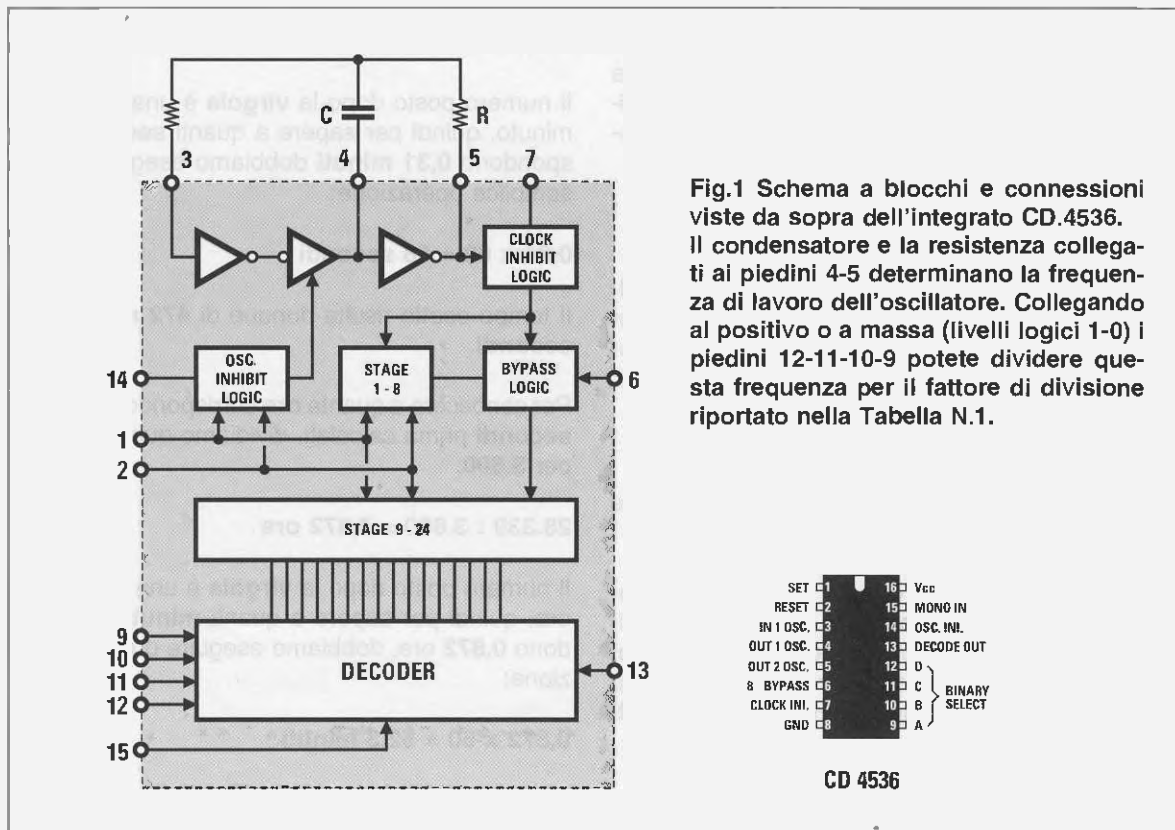 C
R
3
4
5
7
CLOCK
INHIBIT
LOGIC
14
OSC.
INHIBIT
LOGIC
STAGE
1 - 8
BYPASS
LOGIC
6
1
2
STAGE 9 - 24
9
10
11
12
DECODER
13
15
Fig.1 Schema a blocchi e connessioni
viste da sopra dell'integrato CD.4536.
Il condensatore e la resistenza collega-
ti ai piedini 4-5 determinano la frequen-
za di lavoro dell'oscillatore. Collegando
al positivo o a massa (livelli logici 1-0) i
piedini 12-11-10-9 potete dividere que-
sta frequenza per il fattore di divisione
riportato nella Tabella N.1.
SET 1 16 Vcc
RESET 2 15 MONO IN
IN 1 OSC. 3 14 OSC. INI.
OUT 1 OSC. 4 13 DECODE OUT
OUT 2 OSC. 5 12 D
8 BYPASS 6 11 C
CLOCK INI. 7 10 B
GND 8 9 A
BINARY
SELECT
CD 4536